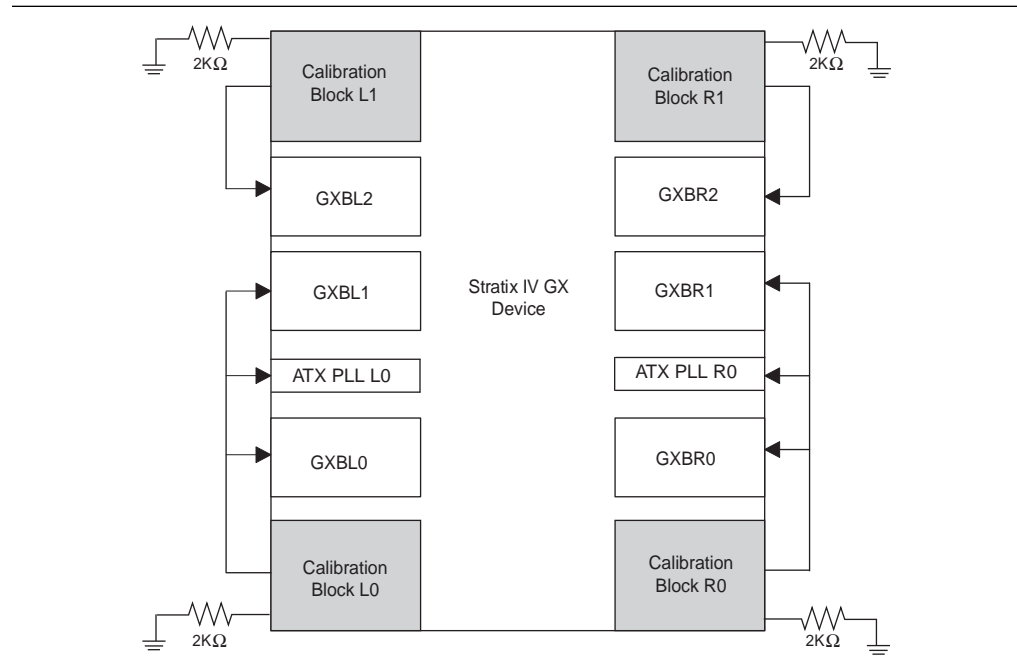 2KΩ
Calibration
Block L1
Calibration
Block R1
2KΩ
GXBL2
GXBR2
GXBL1
Stratix IV GX
Device
GXBR1
ATX PLL L0
ATX PLL R0
GXBL0
GXBR0
Calibration
Block L0
Calibration
Block R0
2KΩ
2KΩ